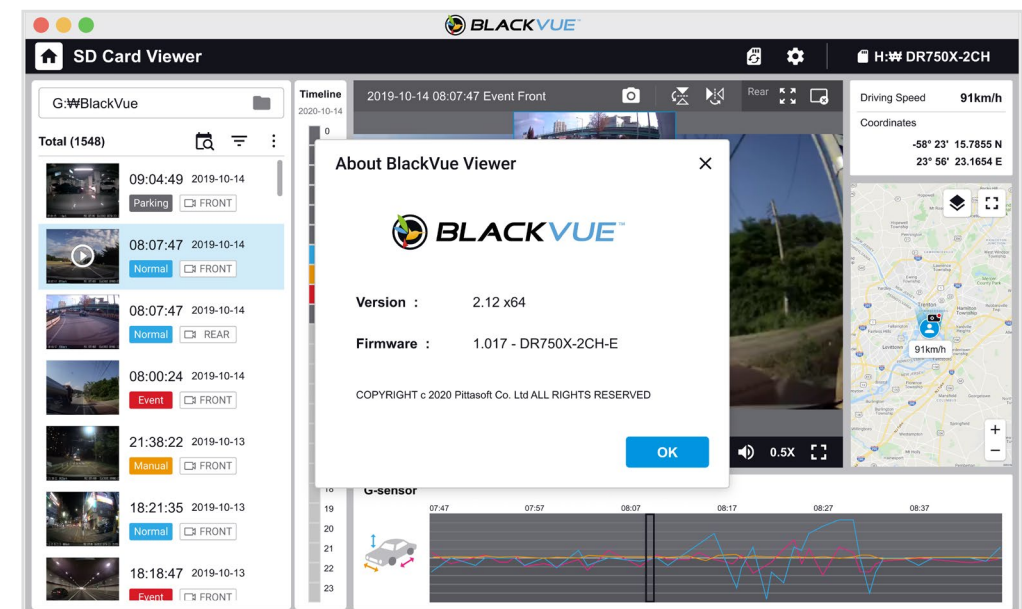 BLACKVUE™
SD Card Viewer
H:₩ DR750X-2CH
G:₩BlackVue
Total (1548)
09:04:49 2019-10-14
Parking FRONT
08:07:47 2019-10-14
Normal FRONT
08:07:47 2019-10-14
Normal REAR
08:00:24 2019-10-14
Event FRONT
21:38:22 2019-10-13
Manual FRONT
18:21:35 2019-10-13
Normal FRONT
18:18:47 2019-10-13
Event FRONT
Timeline
2020-10-14
0
18
19
20
21
22
23
2019-10-14 08:07:47 Event Front
Rear
About BlackVue Viewer
BLACKVUE™
Version : 2.12 x64
Firmware : 1.017 - DR750X-2CH-E
COPYRIGHT c 2020 Pittasoft Co. Ltd ALL RIGHTS RESERVED
OK
0.5X
Driving Speed 91km/h
Coordinates
-58° 23' 15.7855 N
23° 56' 23.1654 E
Trenton
Hamilton
Township
Levittown
91km/h
+
−
G-sensor
07:47 07:57 08:07 08:17 08:27 08:37